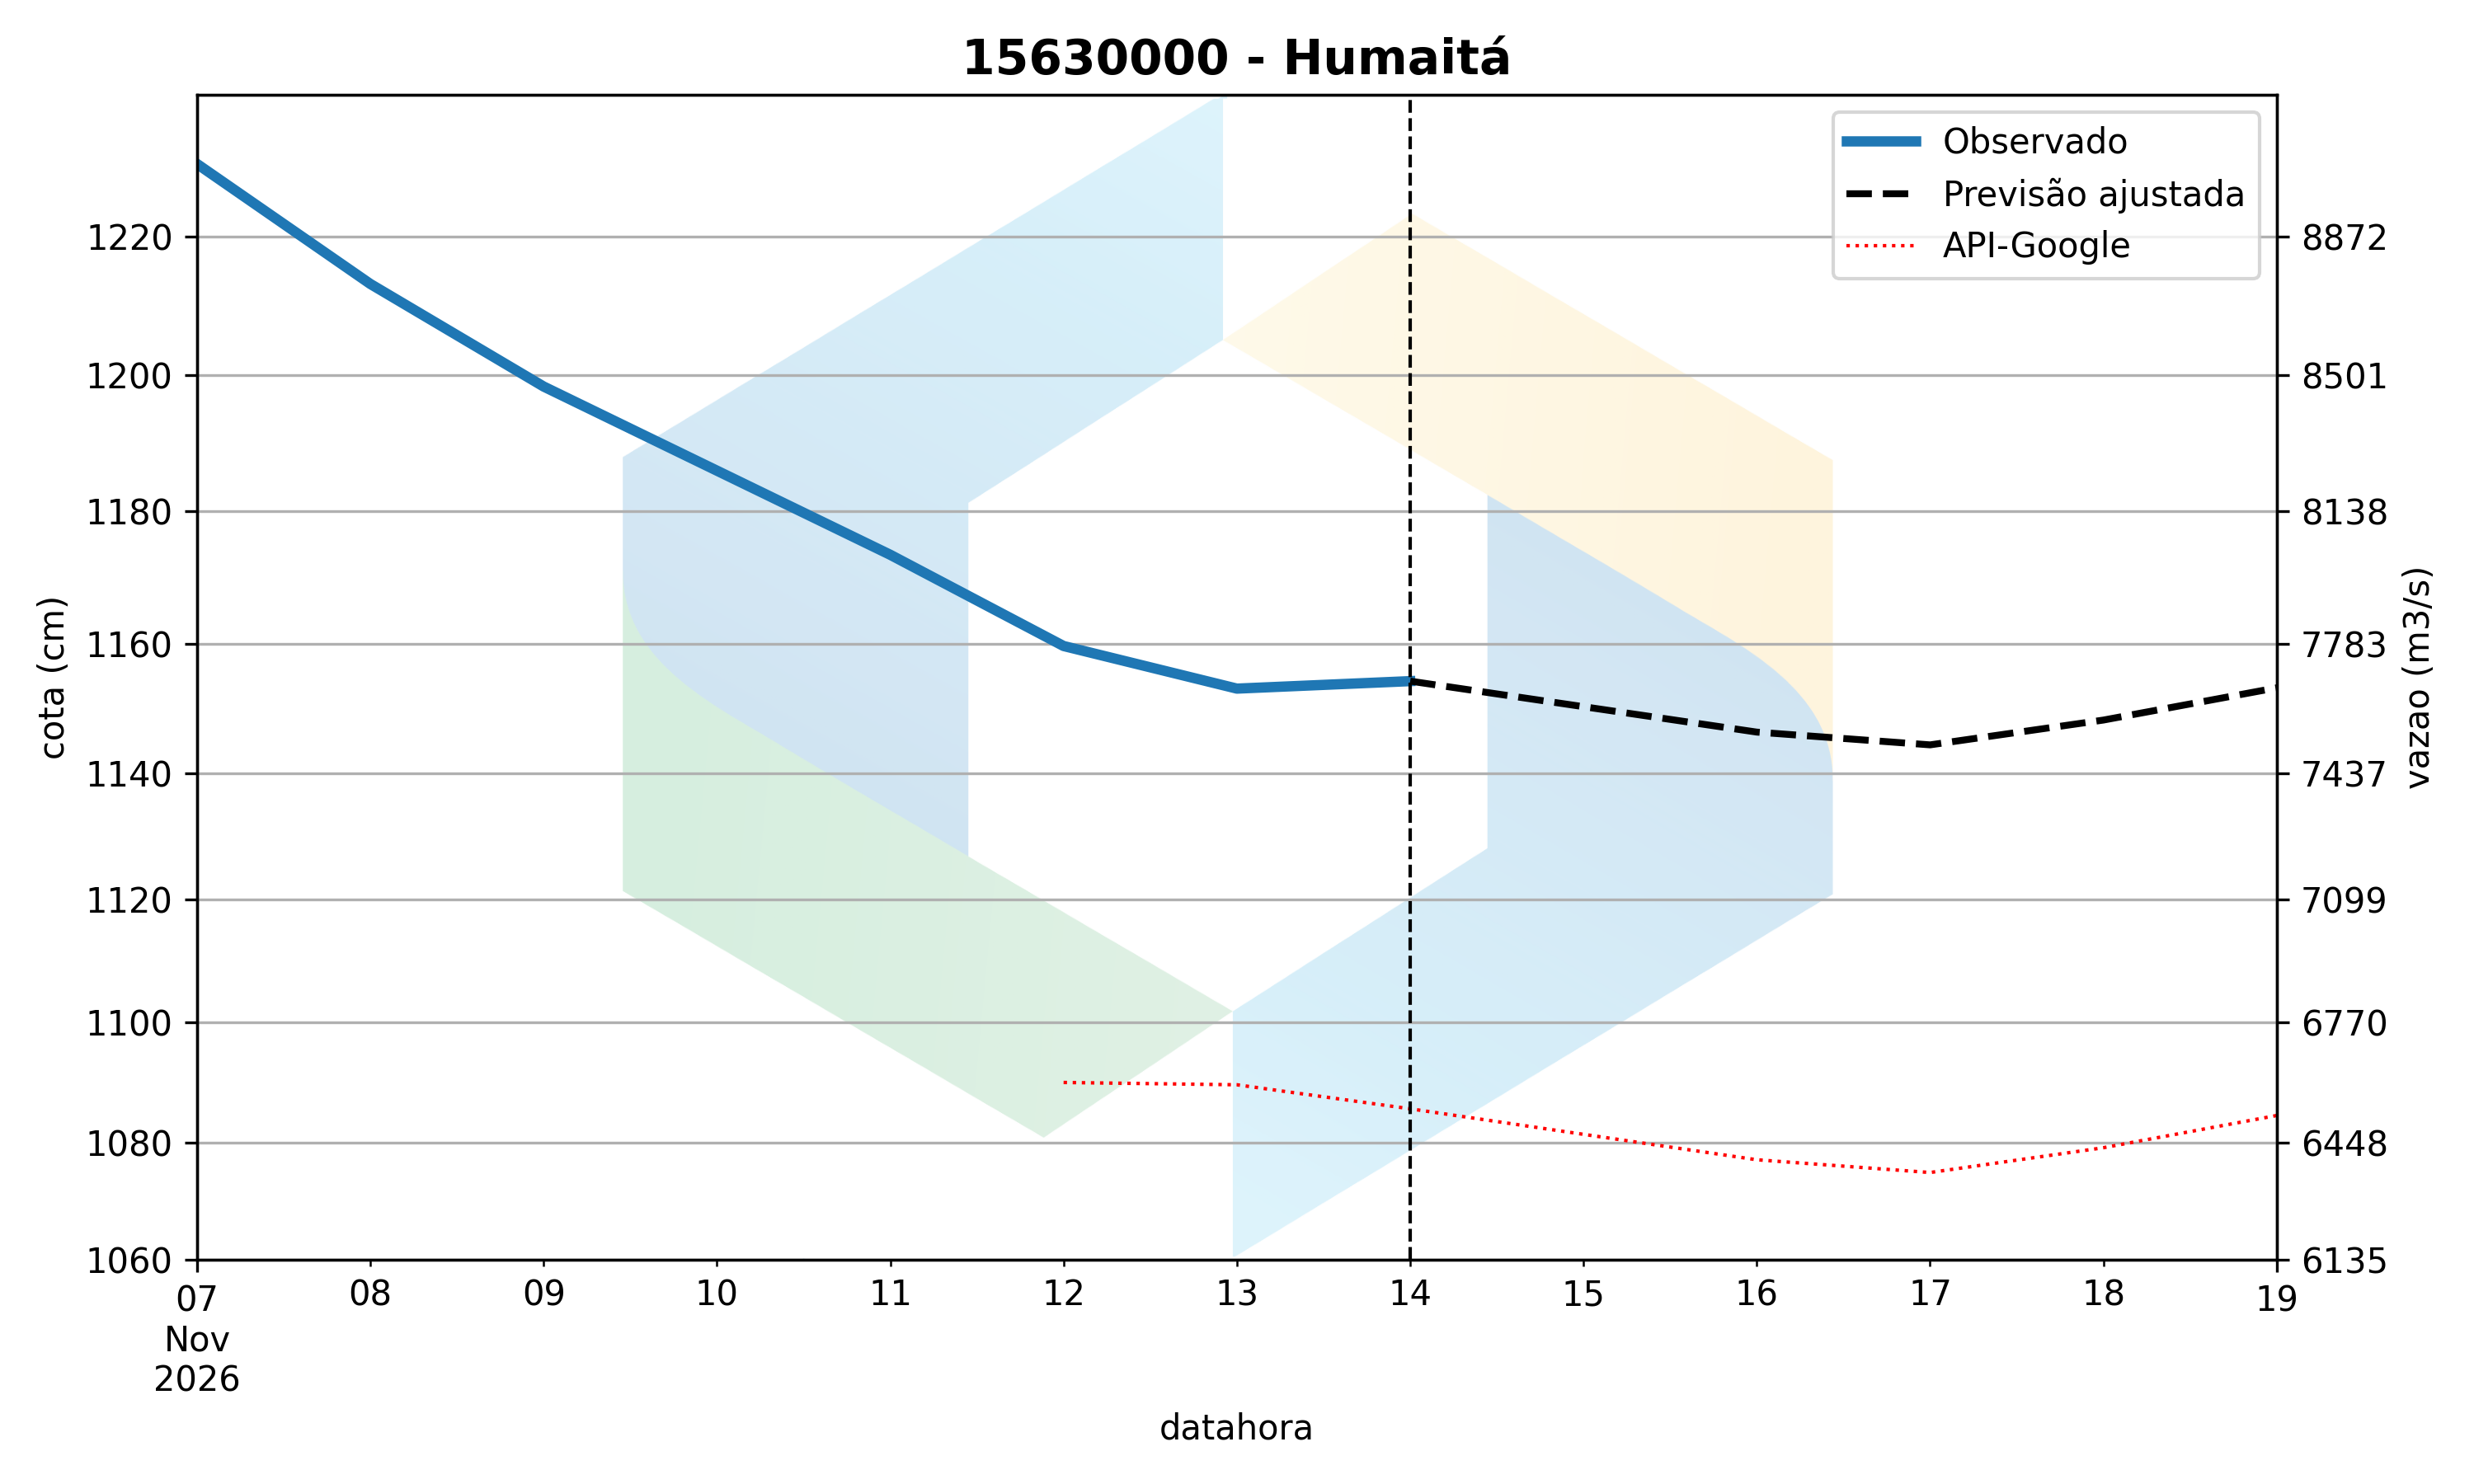 15630000 - Humaitá
Observado
Previsão ajustada
API-Google
cota (cm)
1220
1200
1180
1160
1140
1120
1100
1080
1060
8872
8501
8138
7783
7437
7099
6770
6448
6135
vazao (m3/s)
07 08 09 10 11 12 13 14 15 16 17 18 19
Nov
2026
datahora